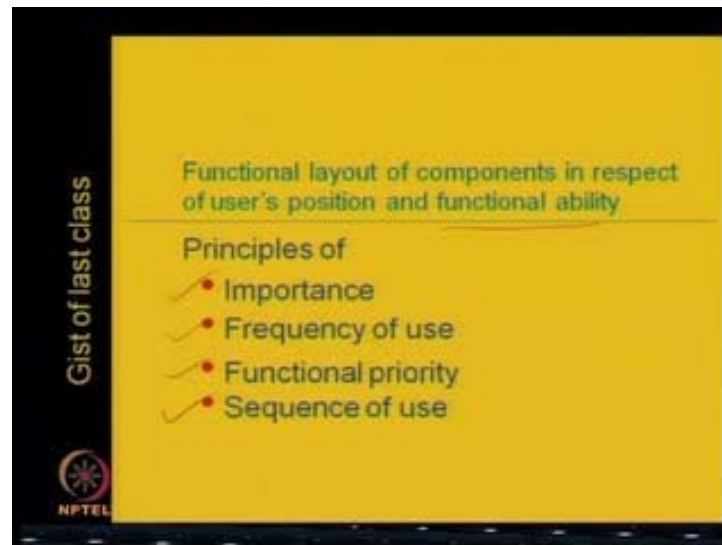 Gist of last class
Functional layout of components in respect
of user's position and functional ability
Principles of
• Importance
• Frequency of use
• Functional priority
• Sequence of use
NPTEL